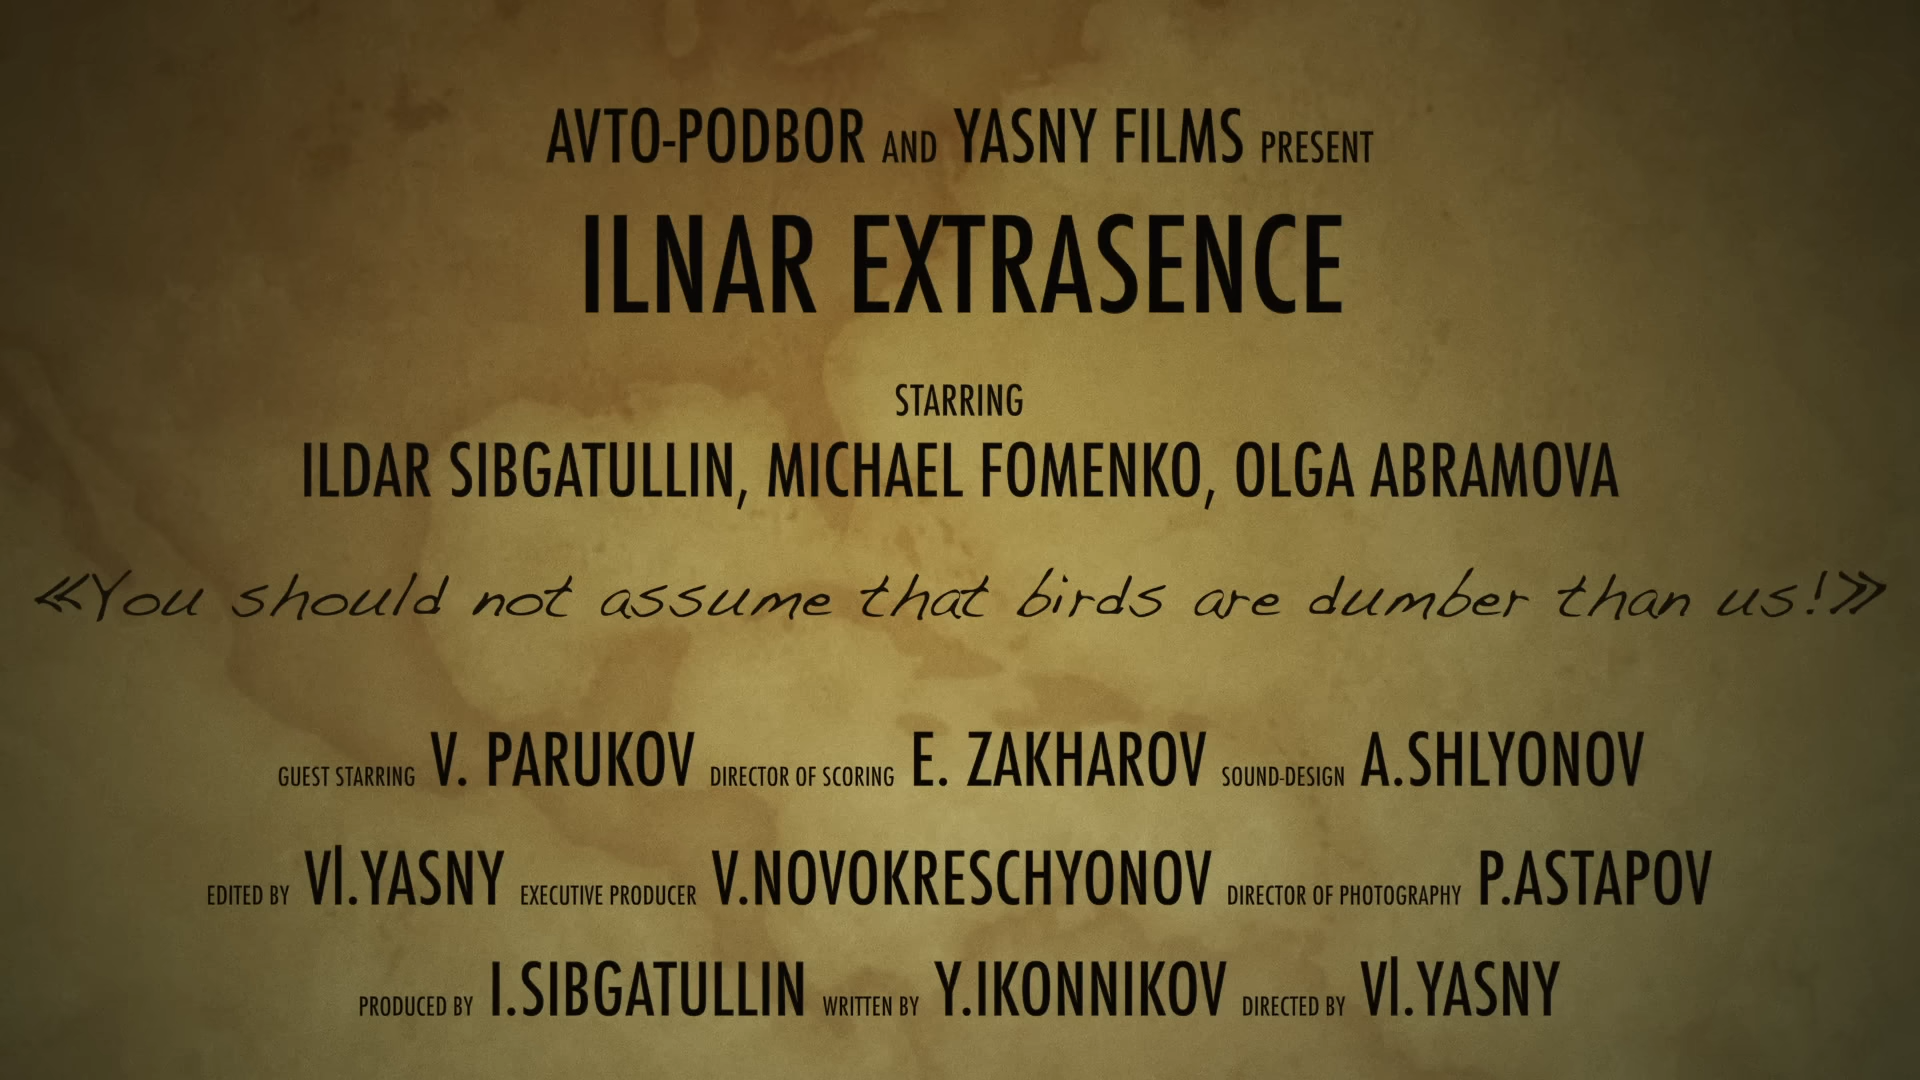 AVTO-PODBOR AND YASNY FILMS PRESENT
ILNAR EXTRASENCE
STARRING
ILDAR SIBGATULLIN, MICHAEL FOMENKO, OLGA ABRAMOVA
«You should not assume that birds are dumber than us!»
GUEST STARRING V. PARUKOV DIRECTOR OF SCORING E. ZAKHAROV SOUND-DESIGN A.SHLYONOV
EDITED BY Vl.YASNY EXECUTIVE PRODUCER V.NOVOKRESCHYONOV DIRECTOR OF PHOTOGRAPHY P.ASTAPOV
PRODUCED BY I.SIBGATULLIN WRITTEN BY Y.IKONNIKOV DIRECTED BY Vl.YASNY